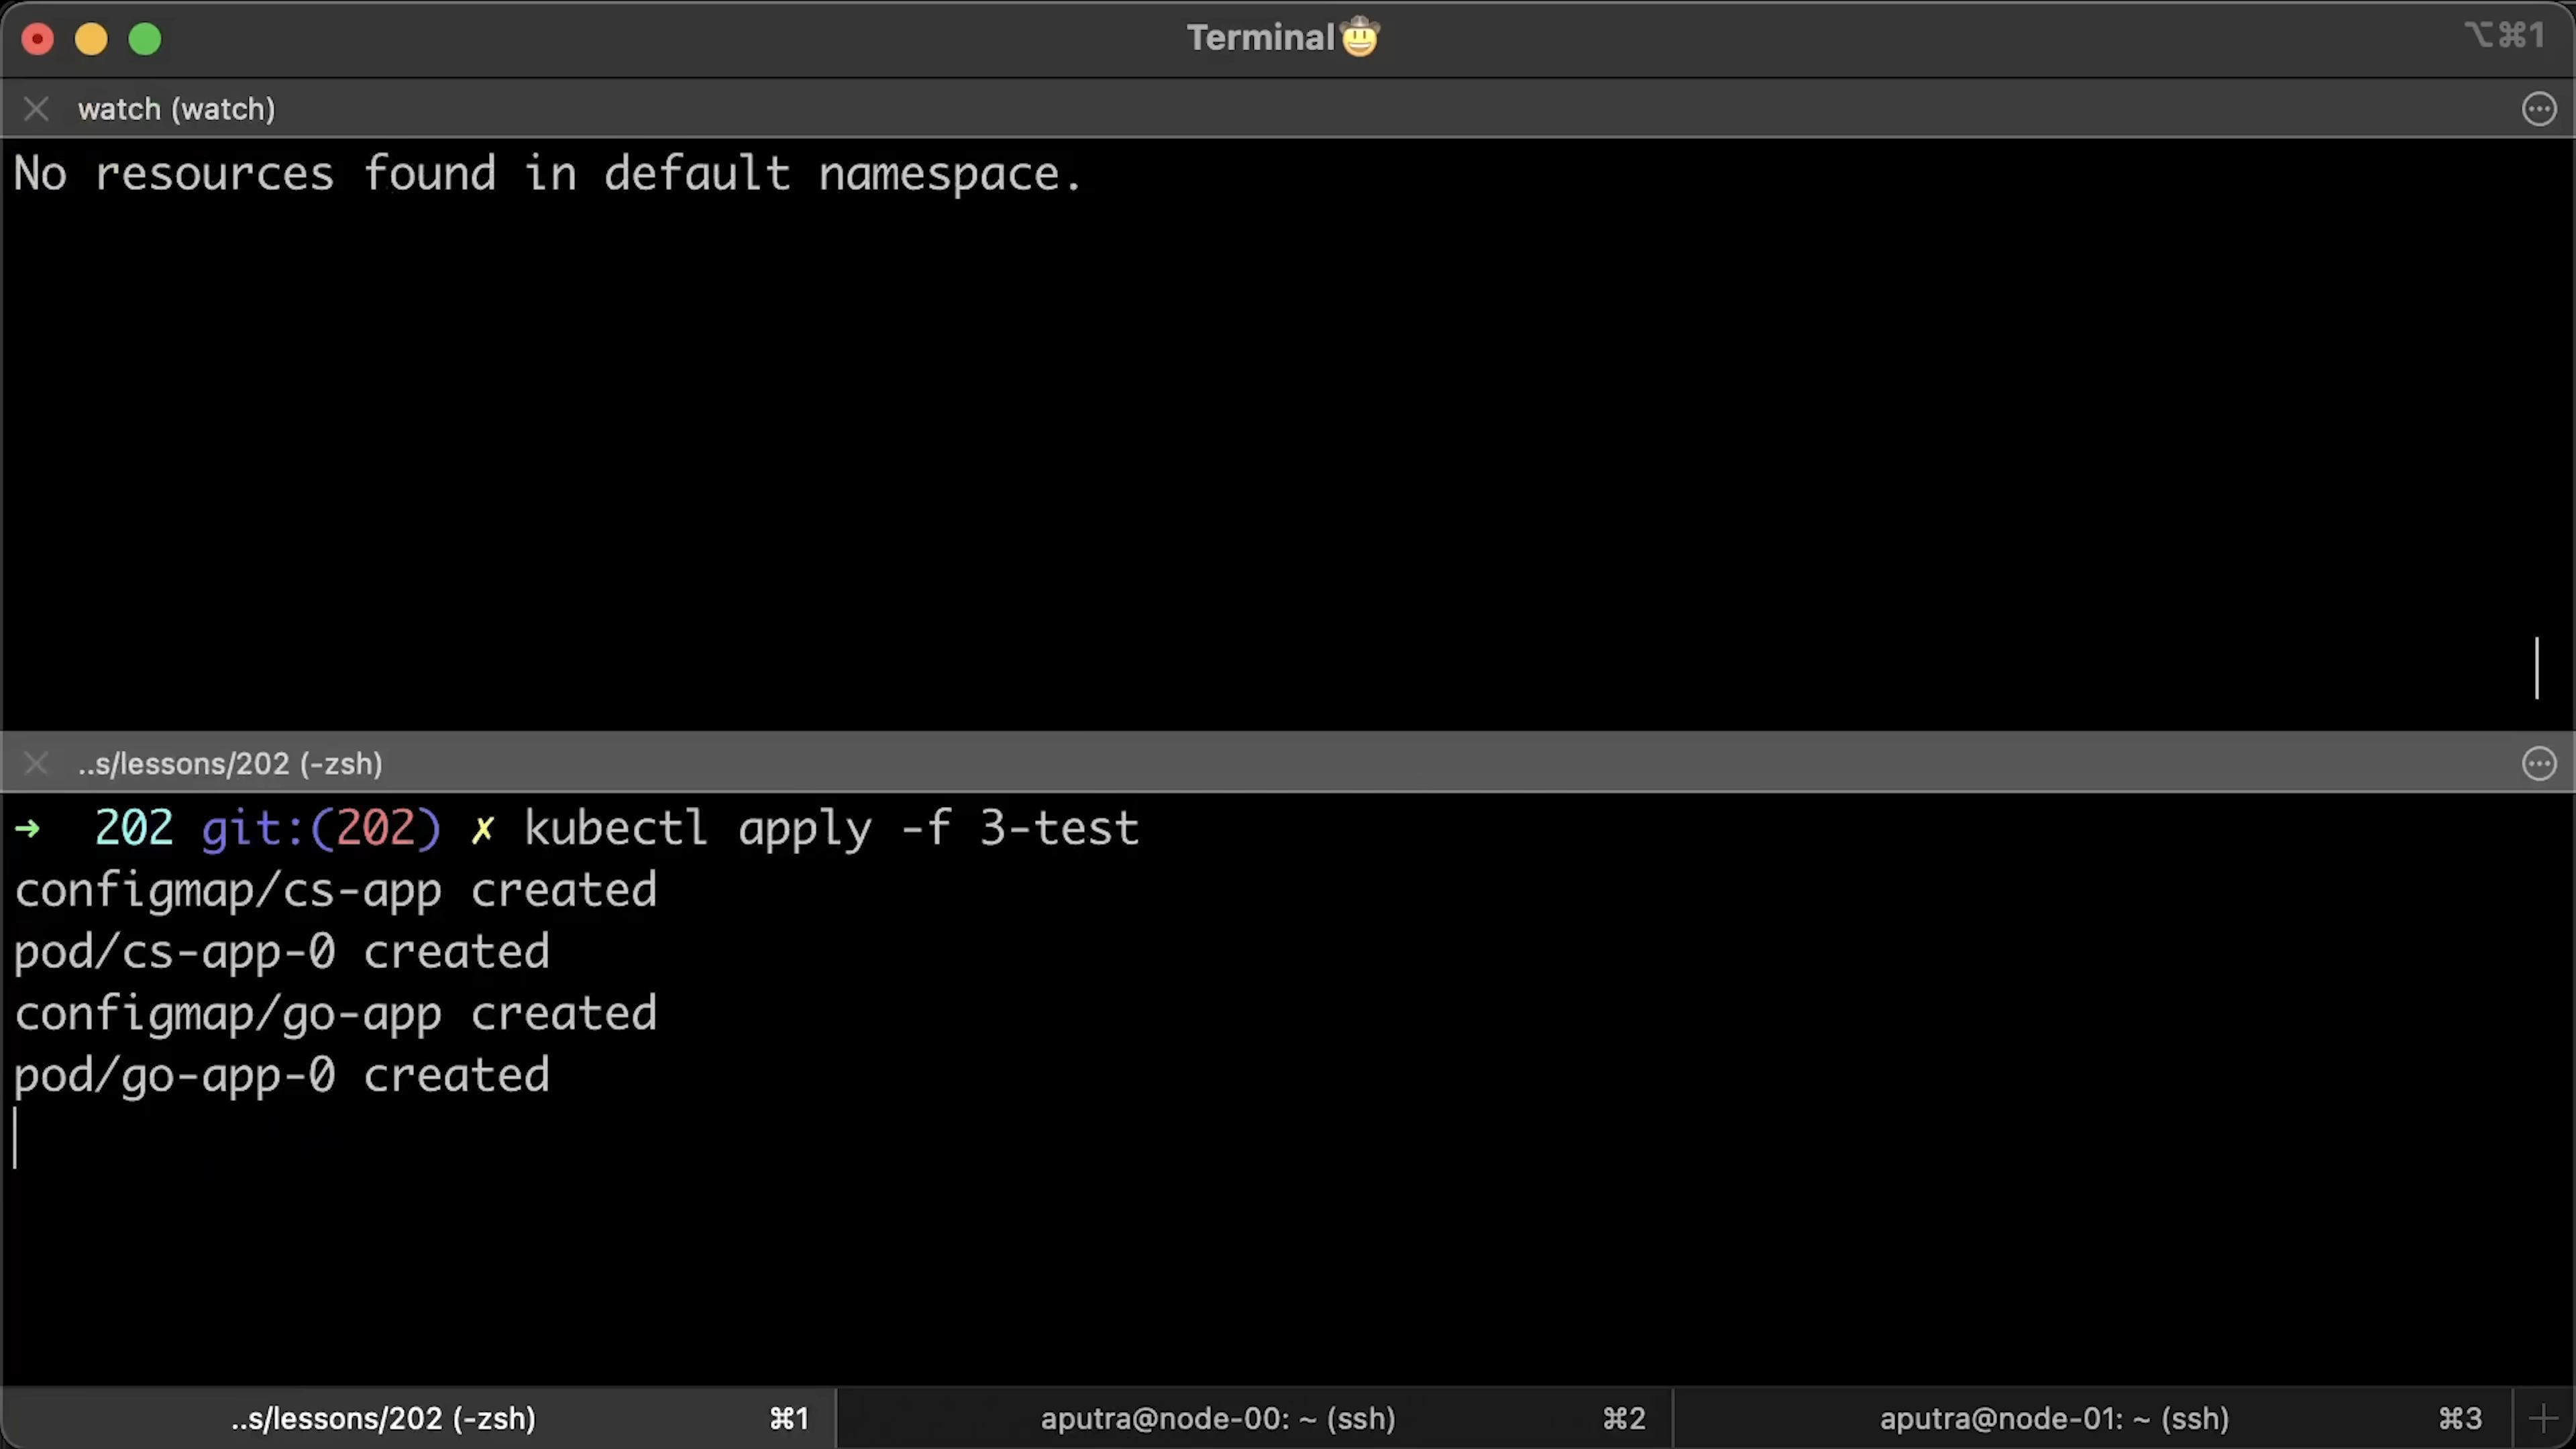 Terminal🤠
⌥⌘1
watch (watch)
No resources found in default namespace.
..s/lessons/202 (-zsh)
➜ 202 git:(202) ✗ kubectl apply -f 3-test
configmap/cs-app created
pod/cs-app-0 created
configmap/go-app created
pod/go-app-0 created
..s/lessons/202 (-zsh) ⌘1
aputra@node-00: ~ (ssh) ⌘2
aputra@node-01: ~ (ssh) ⌘3